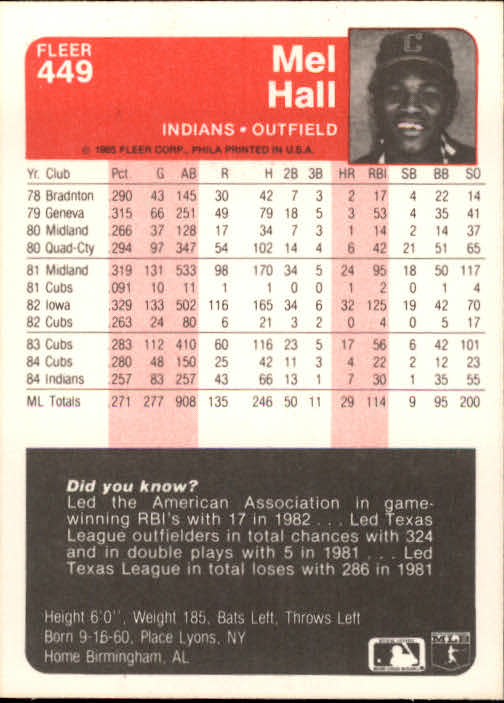 FLEER
449
Mel
Hall
INDIANS • OUTFIELD
© 1985 FLEER CORP., PHILA PRINTED IN U.S.A.
C
Yr. Club Pct. G AB R H 2B 3B HR RBI SB BB SO
78 Bradnton .290 43 145 30 42 7 3 2 17 4 22 14
79 Geneva .315 66 251 49 79 18 5 3 53 4 35 41
80 Midland .266 37 128 17 34 7 3 1 14 2 14 37
80 Quad-Cty .294 97 347 54 102 14 4 6 42 21 51 65
81 Midland .319 131 533 98 170 34 5 24 95 18 50 117
81 Cubs .091 10 11 1 1 0 0 1 2 0 1 4
82 Iowa .329 133 502 116 165 34 6 32 125 19 42 70
82 Cubs .263 24 80 6 21 3 2 0 4 0 5 17
83 Cubs .283 112 410 60 116 23 5 17 56 6 42 101
84 Cubs .280 48 150 25 42 11 3 4 22 2 12 23
84 Indians .257 83 257 43 66 13 1 7 30 1 35 55
ML Totals .271 277 908 135 246 50 11 29 114 9 95 200
Did you know?
Led the American Association in game-
winning RBI's with 17 in 1982 . . . Led Texas
League outfielders in total chances with 324
and in double plays with 5 in 1981 . . . Led
Texas League in total loses with 286 in 1981
Height 6'0", Weight 185, Bats Left, Throws Left
Born 9-16-60, Place Lyons, NY
Home Birmingham, AL